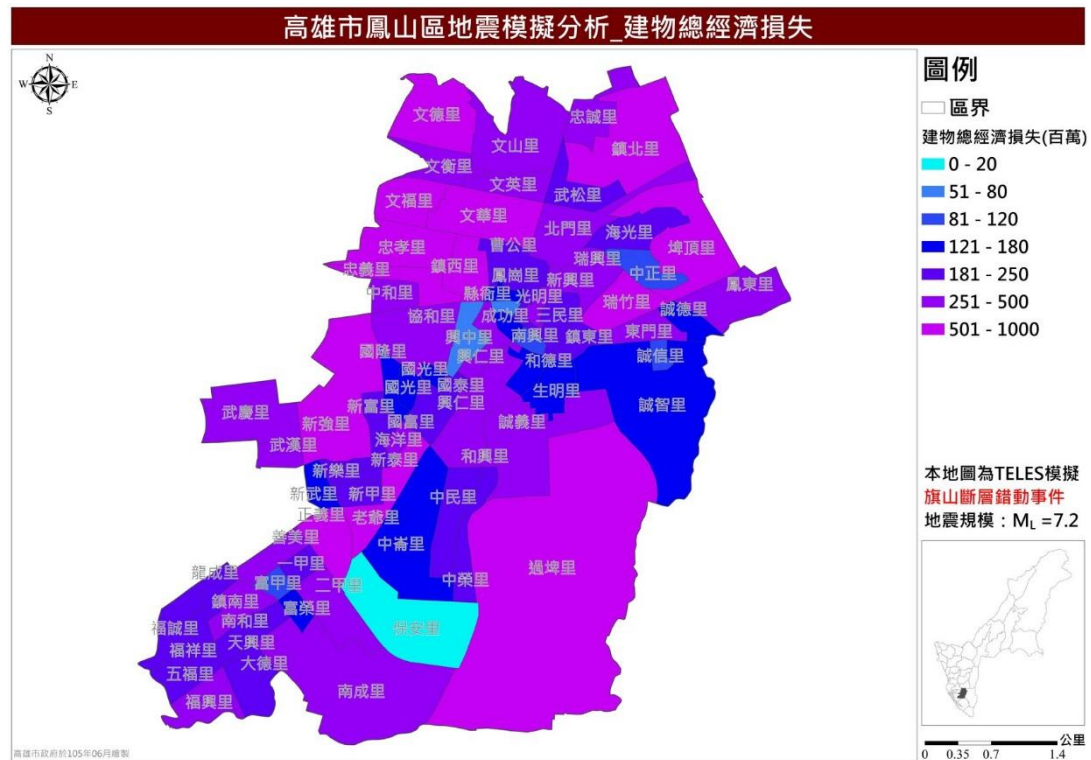 高雄市鳳山區地震模擬分析_建物總經濟損失
N
W
E
S
圖例
區界
建物總經濟損失(百萬)
0 - 20
51 - 80
81 - 120
121 - 180
181 - 250
251 - 500
501 - 1000
文德里
忠誠里
文山里
鎮北里
文衡里
文英里
武松里
文福里
文華里
北門里
海光里
忠孝里
曹公里
埤頂里
忠義里
鎮西里
鳳崗里
瑞興里
中正里
新興里
鳳東里
中和里
縣衙里
光明里
瑞竹里
誠德里
協和里
成功里
三民里
興中里
南興里
鎮東里
東門里
國隆里
興仁里
和德里
誠信里
國光里
國光里
國泰里
生明里
誠智里
武慶里
新富里
興仁里
新強里
國富里
誠義里
武漢里
海洋里
新泰里
和興里
新樂里
新武里
新甲里
中民里
正義里
老爺里
善美里
中崙里
一甲里
過埤里
龍成里
富甲里
二甲里
中榮里
鎮南里
富榮里
福誠里
南和里
保安里
天興里
福祥里
大德里
五福里
南成里
福興里
本地圖為TELES模擬
旗山斷層錯動事件
地震規模：ML =7.2
公里
0 0.35 0.7 1.4
高雄市政府於105年06月繪製